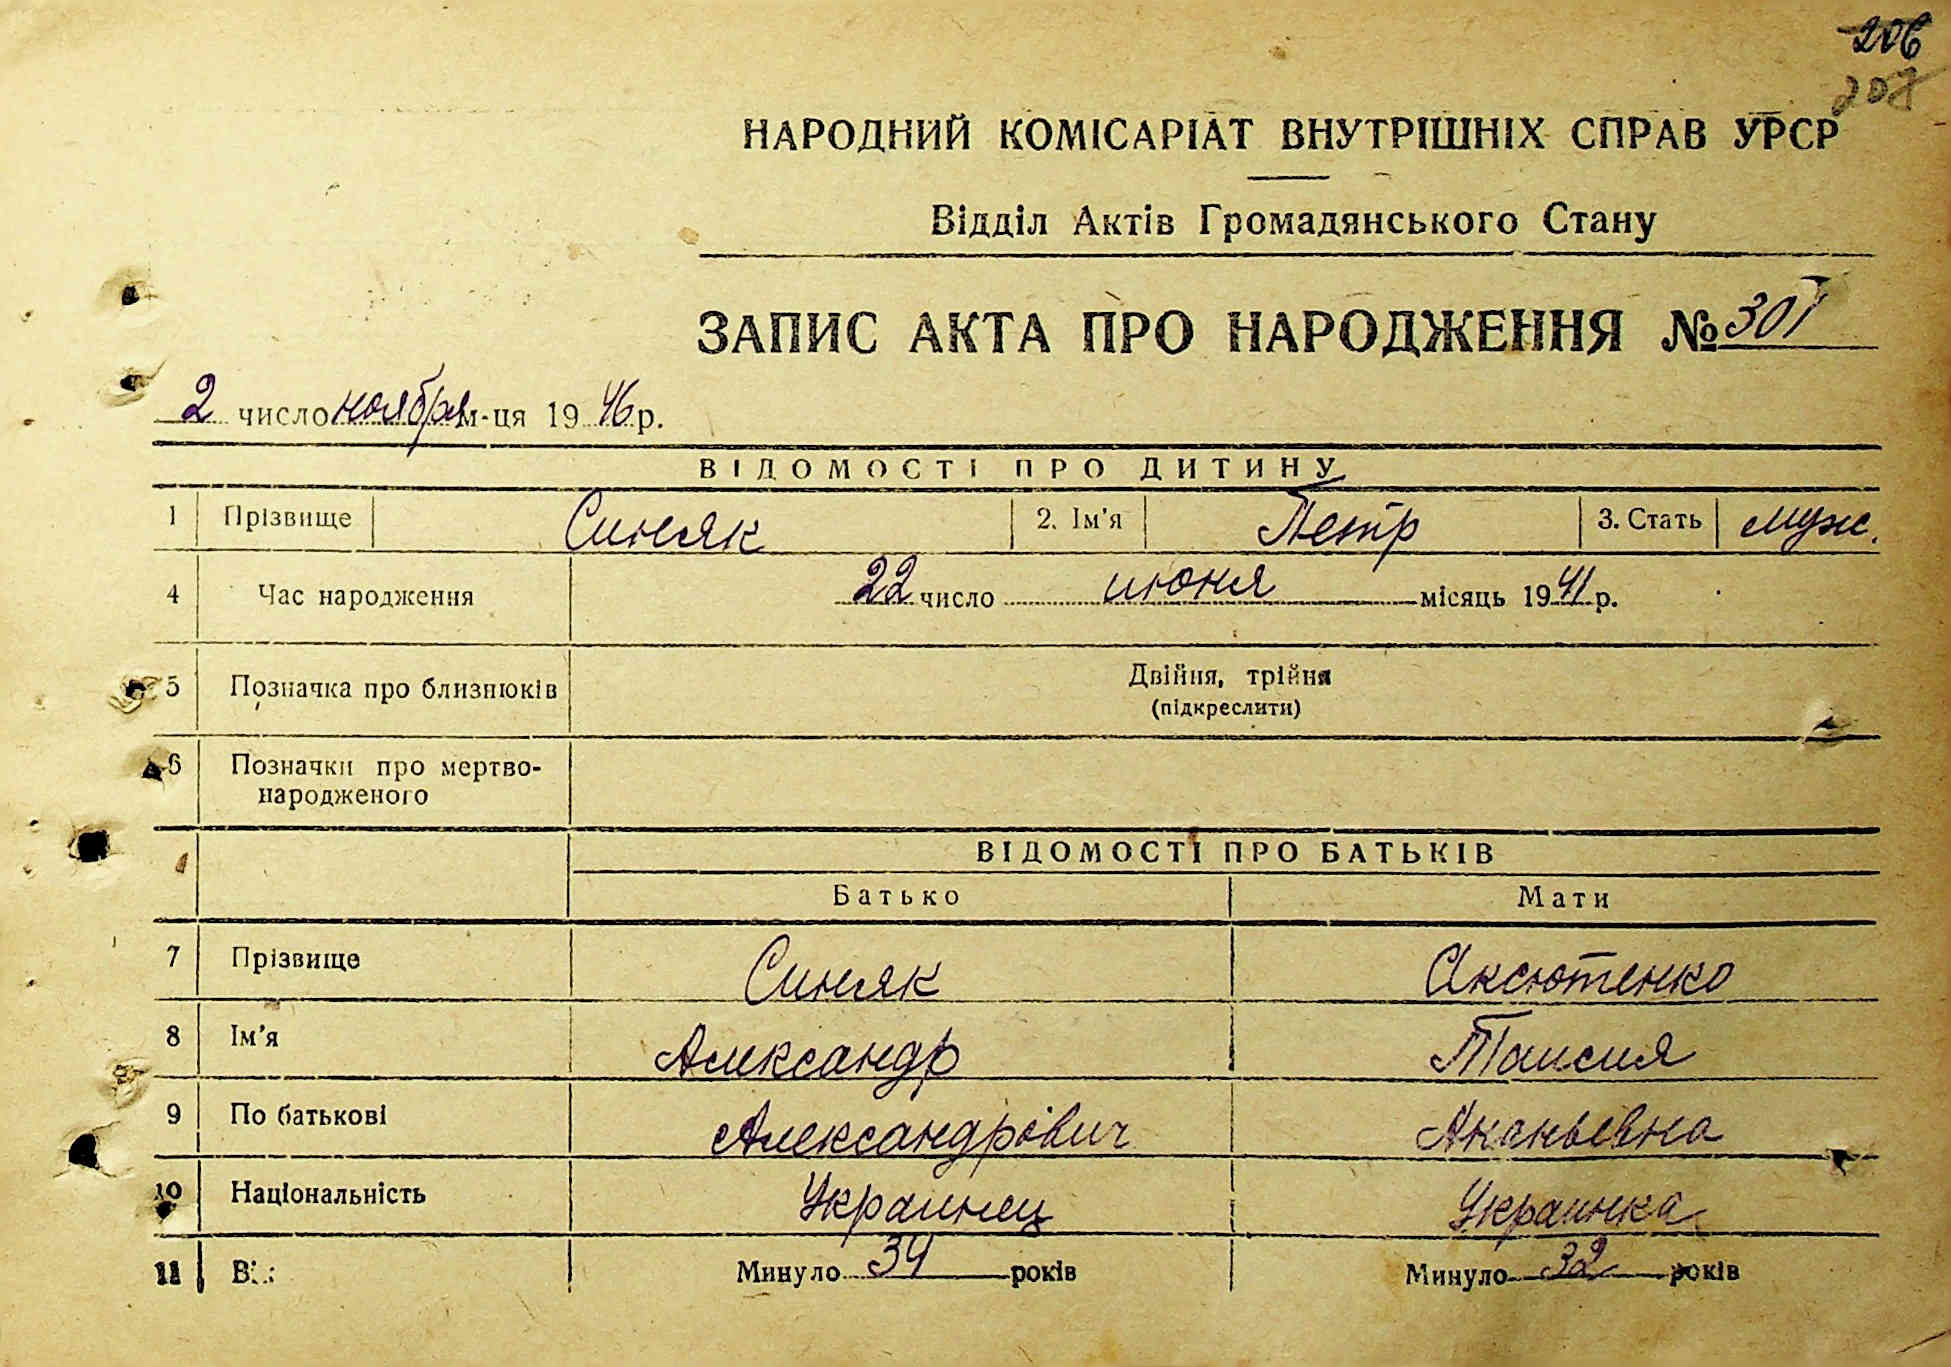 206
207
НАРОДНИЙ КОМІСАРІАТ ВНУТРІШНІХ СПРАВ УРСР
Відділ Актів Громадянського Стану
ЗАПИС АКТА ПРО НАРОДЖЕННЯ № 301
2 число ноября м-ця 1946 р.
ВІДОМОСТІ ПРО ДИТИНУ
1 Прізвище Синяк 2. Ім'я Петр 3. Стать муж.
4 Час народження 22 число июня місяць 1941 р.
5 Позначка про близнюків Двійня, трійня
(підкреслити)
6 Позначки про мертво-
народженого
ВІДОМОСТІ ПРО БАТЬКІВ
Батько Мати
7 Прізвище Синяк Аксютенко
8 Ім'я Александр Таисия
9 По батькові Александрович Ананьевна
10 Національність Украинец Украинка
11 Минуло 34 років Минуло 32 років